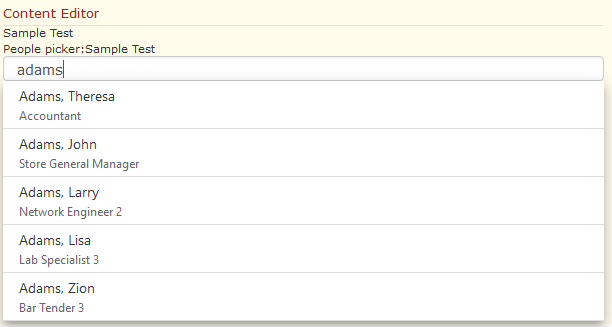 Content Editor
Sample Test
People picker:Sample Test
adams
Adams, Theresa
Accountant
Adams, John
Store General Manager
Adams, Larry
Network Engineer 2
Adams, Lisa
Lab Specialist 3
Adams, Zion
Bar Tender 3